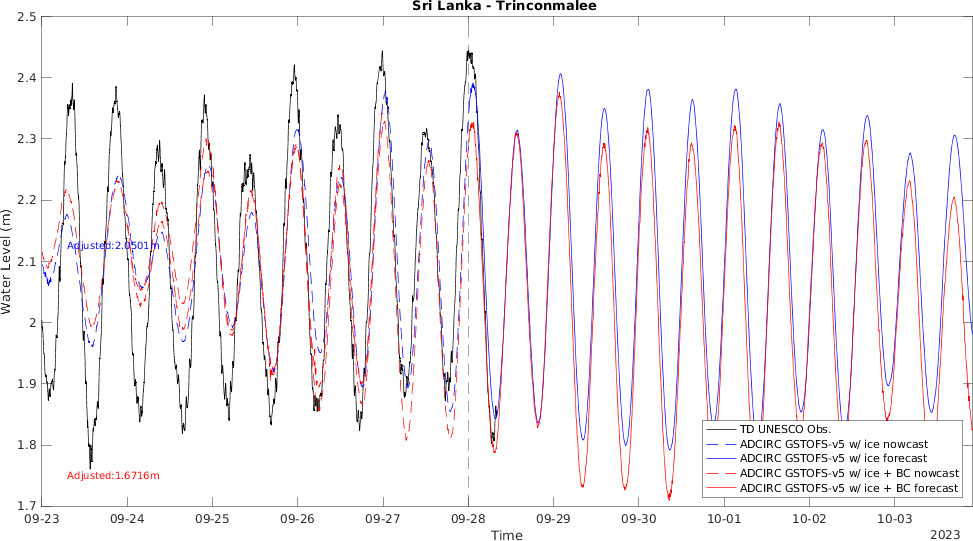 Sri Lanka - Trinconmalee
2.5
2.4
2.3
2.2
2.1
2
1.9
1.8
1.7
Water Level (m)
Adjusted:2.0501m
Adjusted:1.6716m
TD UNESCO Obs.
ADCIRC GSTOFS-v5 w/ ice nowcast
ADCIRC GSTOFS-v5 w/ ice forecast
ADCIRC GSTOFS-v5 w/ ice + BC nowcast
ADCIRC GSTOFS-v5 w/ ice + BC forecast
09-23 09-24 09-25 09-26 09-27 09-28 09-29 09-30 10-01 10-02 10-03
Time
2023